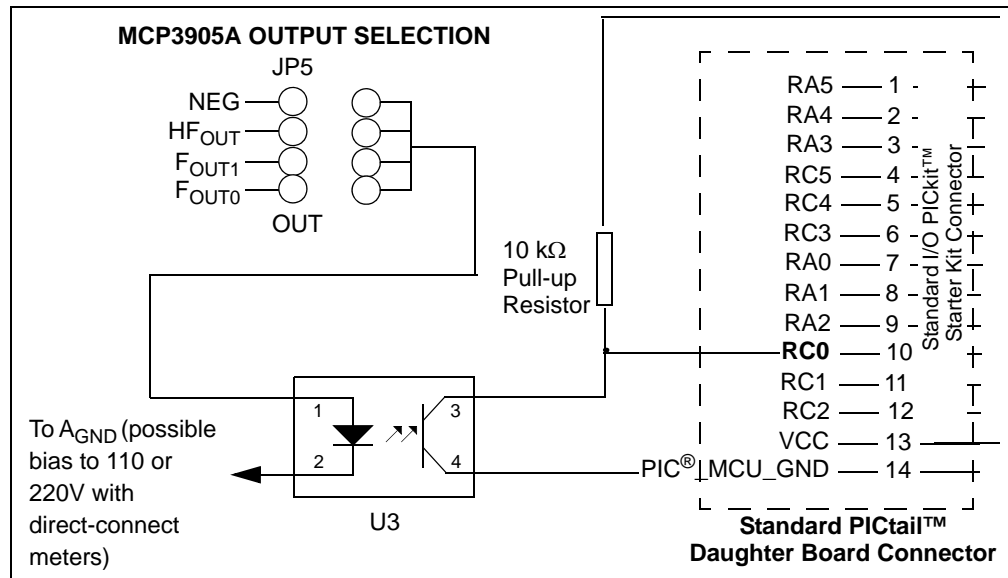 MCP3905A OUTPUT SELECTION
JP5
NEG
HFOUT
FOUT1
FOUT0
OUT
10 kΩ
Pull-up
Resistor
RA5 1
RA4 2
RA3 3
RC5 4
RC4 5
RC3 6
RA0 7
RA1 8
RA2 9
RC0 10
RC1 11
RC2 12
VCC 13
PIC®_MCU_GND 14
Standard I/O PICkit™
Starter Kit Connector
Standard PICtail™
Daughter Board Connector
1
2
3
4
U3
To AGND (possible
bias to 110 or
220V with
direct-connect
meters)